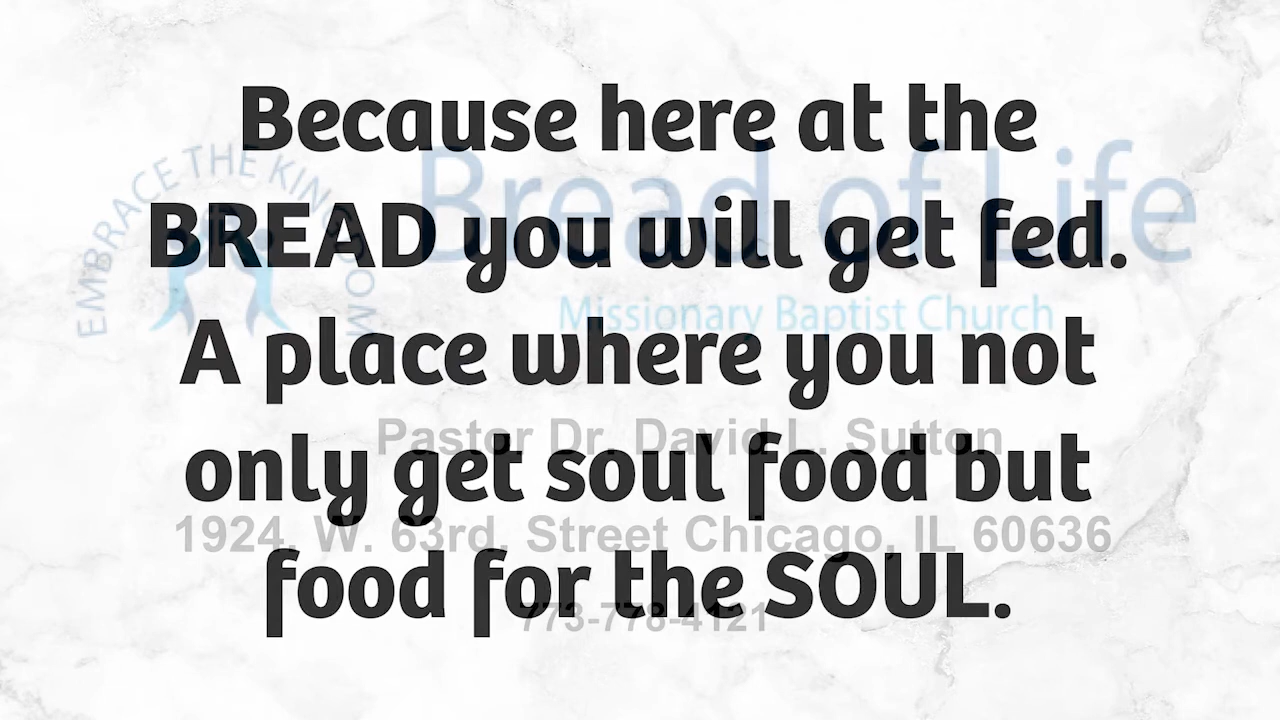 Because here at the
BREAD you will get fed.
A place where you not
only get soul food but
food for the SOUL.
EMBRACE THE KINGDOM
Bread of Life
Missionary Baptist Church
Pastor Dr. David L. Sutton
1924. W. 63rd. Street Chicago, IL 60636
773-778-4121